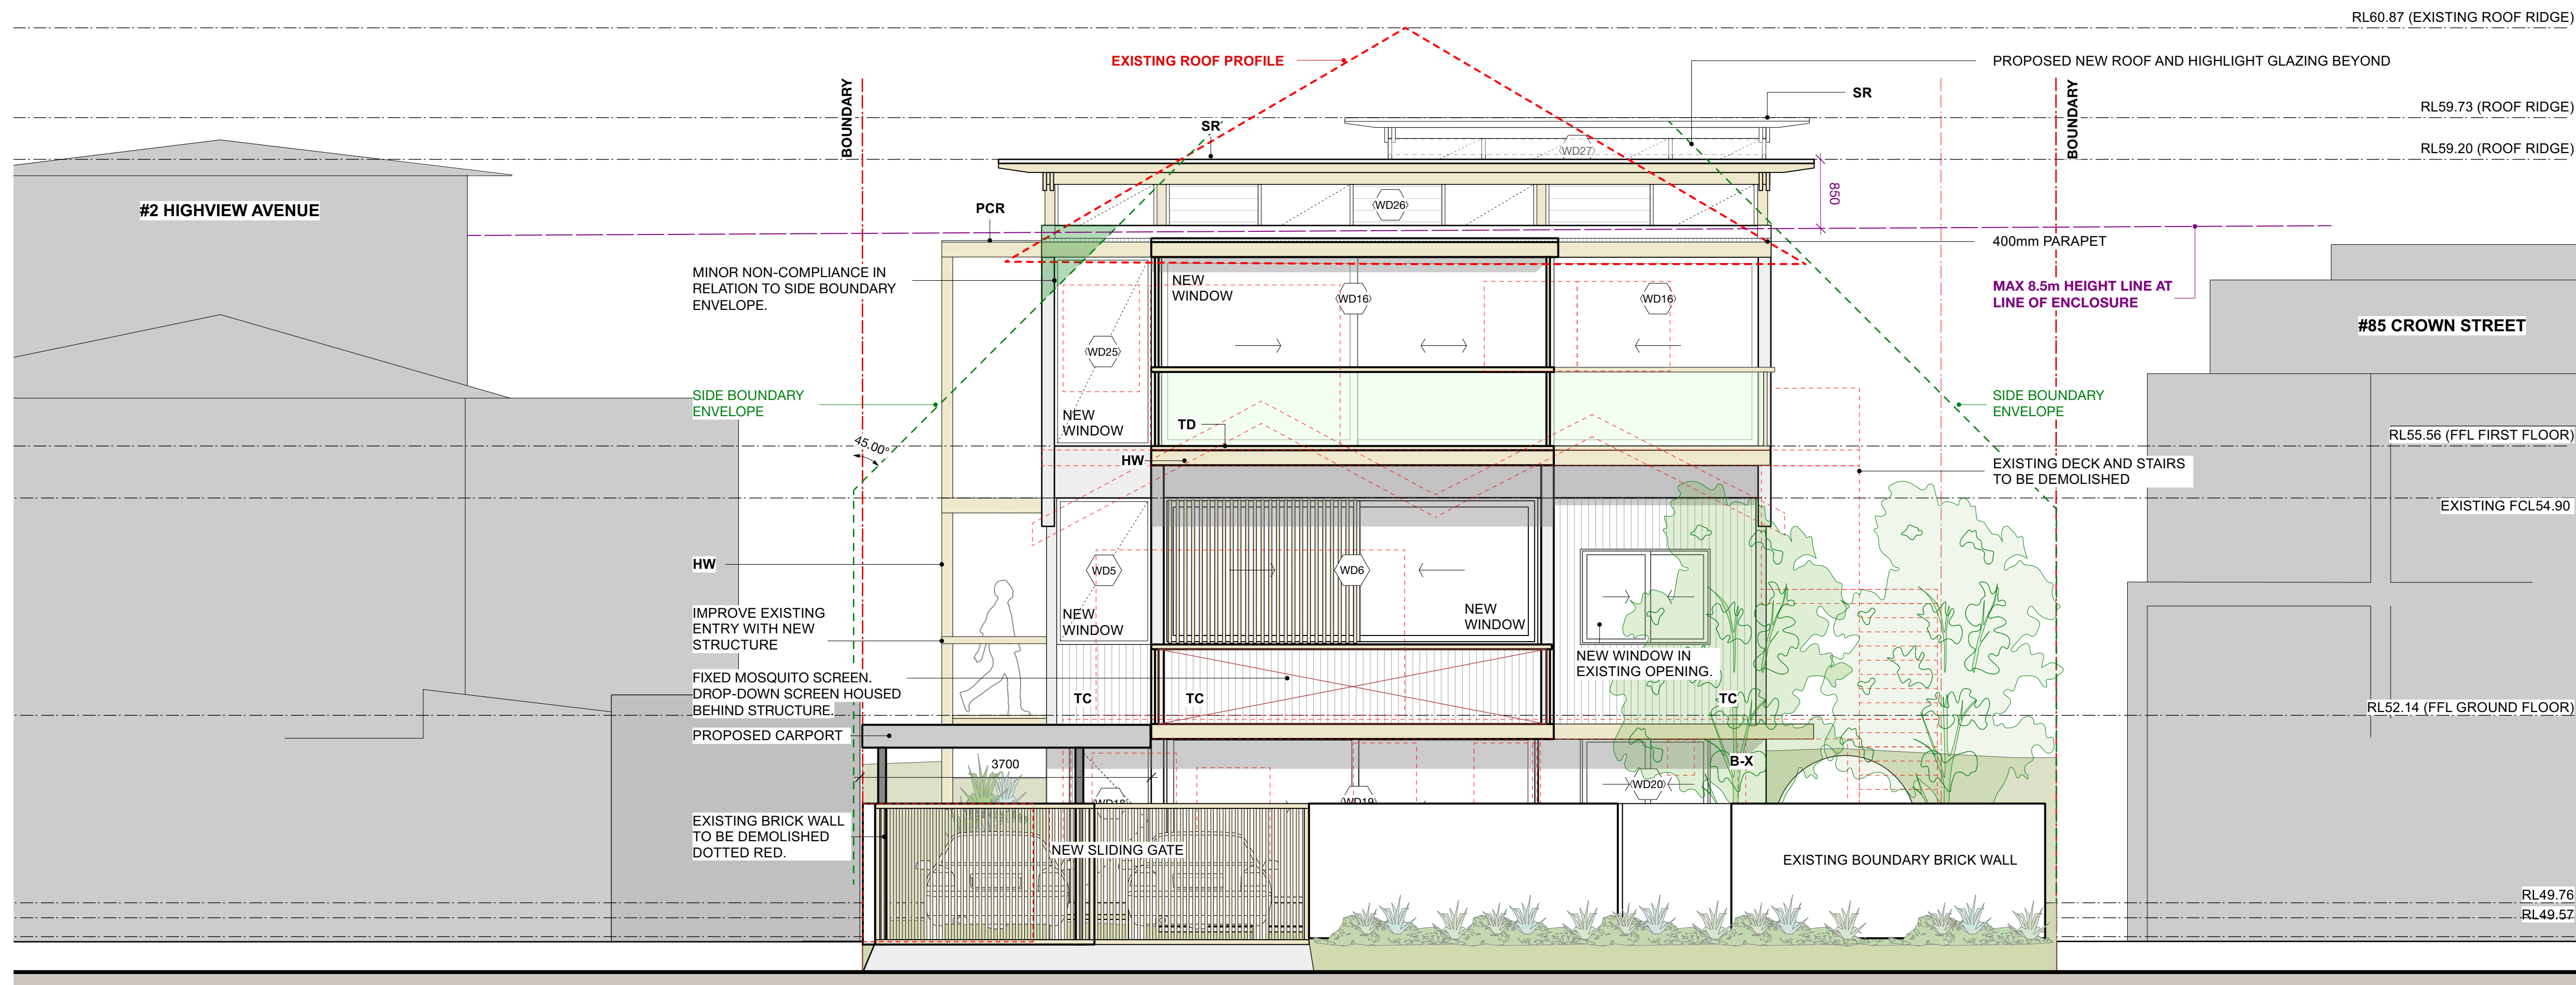 RL60.87 (EXISTING ROOF RIDGE)
EXISTING ROOF PROFILE
PROPOSED NEW ROOF AND HIGHLIGHT GLAZING BEYOND
BOUNDARY
BOUNDARY
SR
RL59.73 (ROOF RIDGE)
SR
RL59.20 (ROOF RIDGE)
WD27
850
#2 HIGHVIEW AVENUE
PCR
WD26
400mm PARAPET
MINOR NON-COMPLIANCE IN
RELATION TO SIDE BOUNDARY
ENVELOPE.
NEW
WINDOW
WD16
WD16
MAX 8.5m HEIGHT LINE AT
LINE OF ENCLOSURE
#85 CROWN STREET
WD25
SIDE BOUNDARY
ENVELOPE
NEW
WINDOW
SIDE BOUNDARY
ENVELOPE
45.00°
TD
HW
RL55.56 (FFL FIRST FLOOR)
EXISTING DECK AND STAIRS
TO BE DEMOLISHED
EXISTING FCL54.90
HW
WD5
WD6
IMPROVE EXISTING
ENTRY WITH NEW
STRUCTURE
NEW
WINDOW
NEW
WINDOW
NEW WINDOW IN
EXISTING OPENING.
FIXED MOSQUITO SCREEN.
DROP-DOWN SCREEN HOUSED
BEHIND STRUCTURE.
TC
TC
TC
RL52.14 (FFL GROUND FLOOR)
PROPOSED CARPORT
3700
B-X
WD18
WD19
WD20
EXISTING BRICK WALL
TO BE DEMOLISHED
DOTTED RED.
NEW SLIDING GATE
EXISTING BOUNDARY BRICK WALL
RL49.76
RL49.57